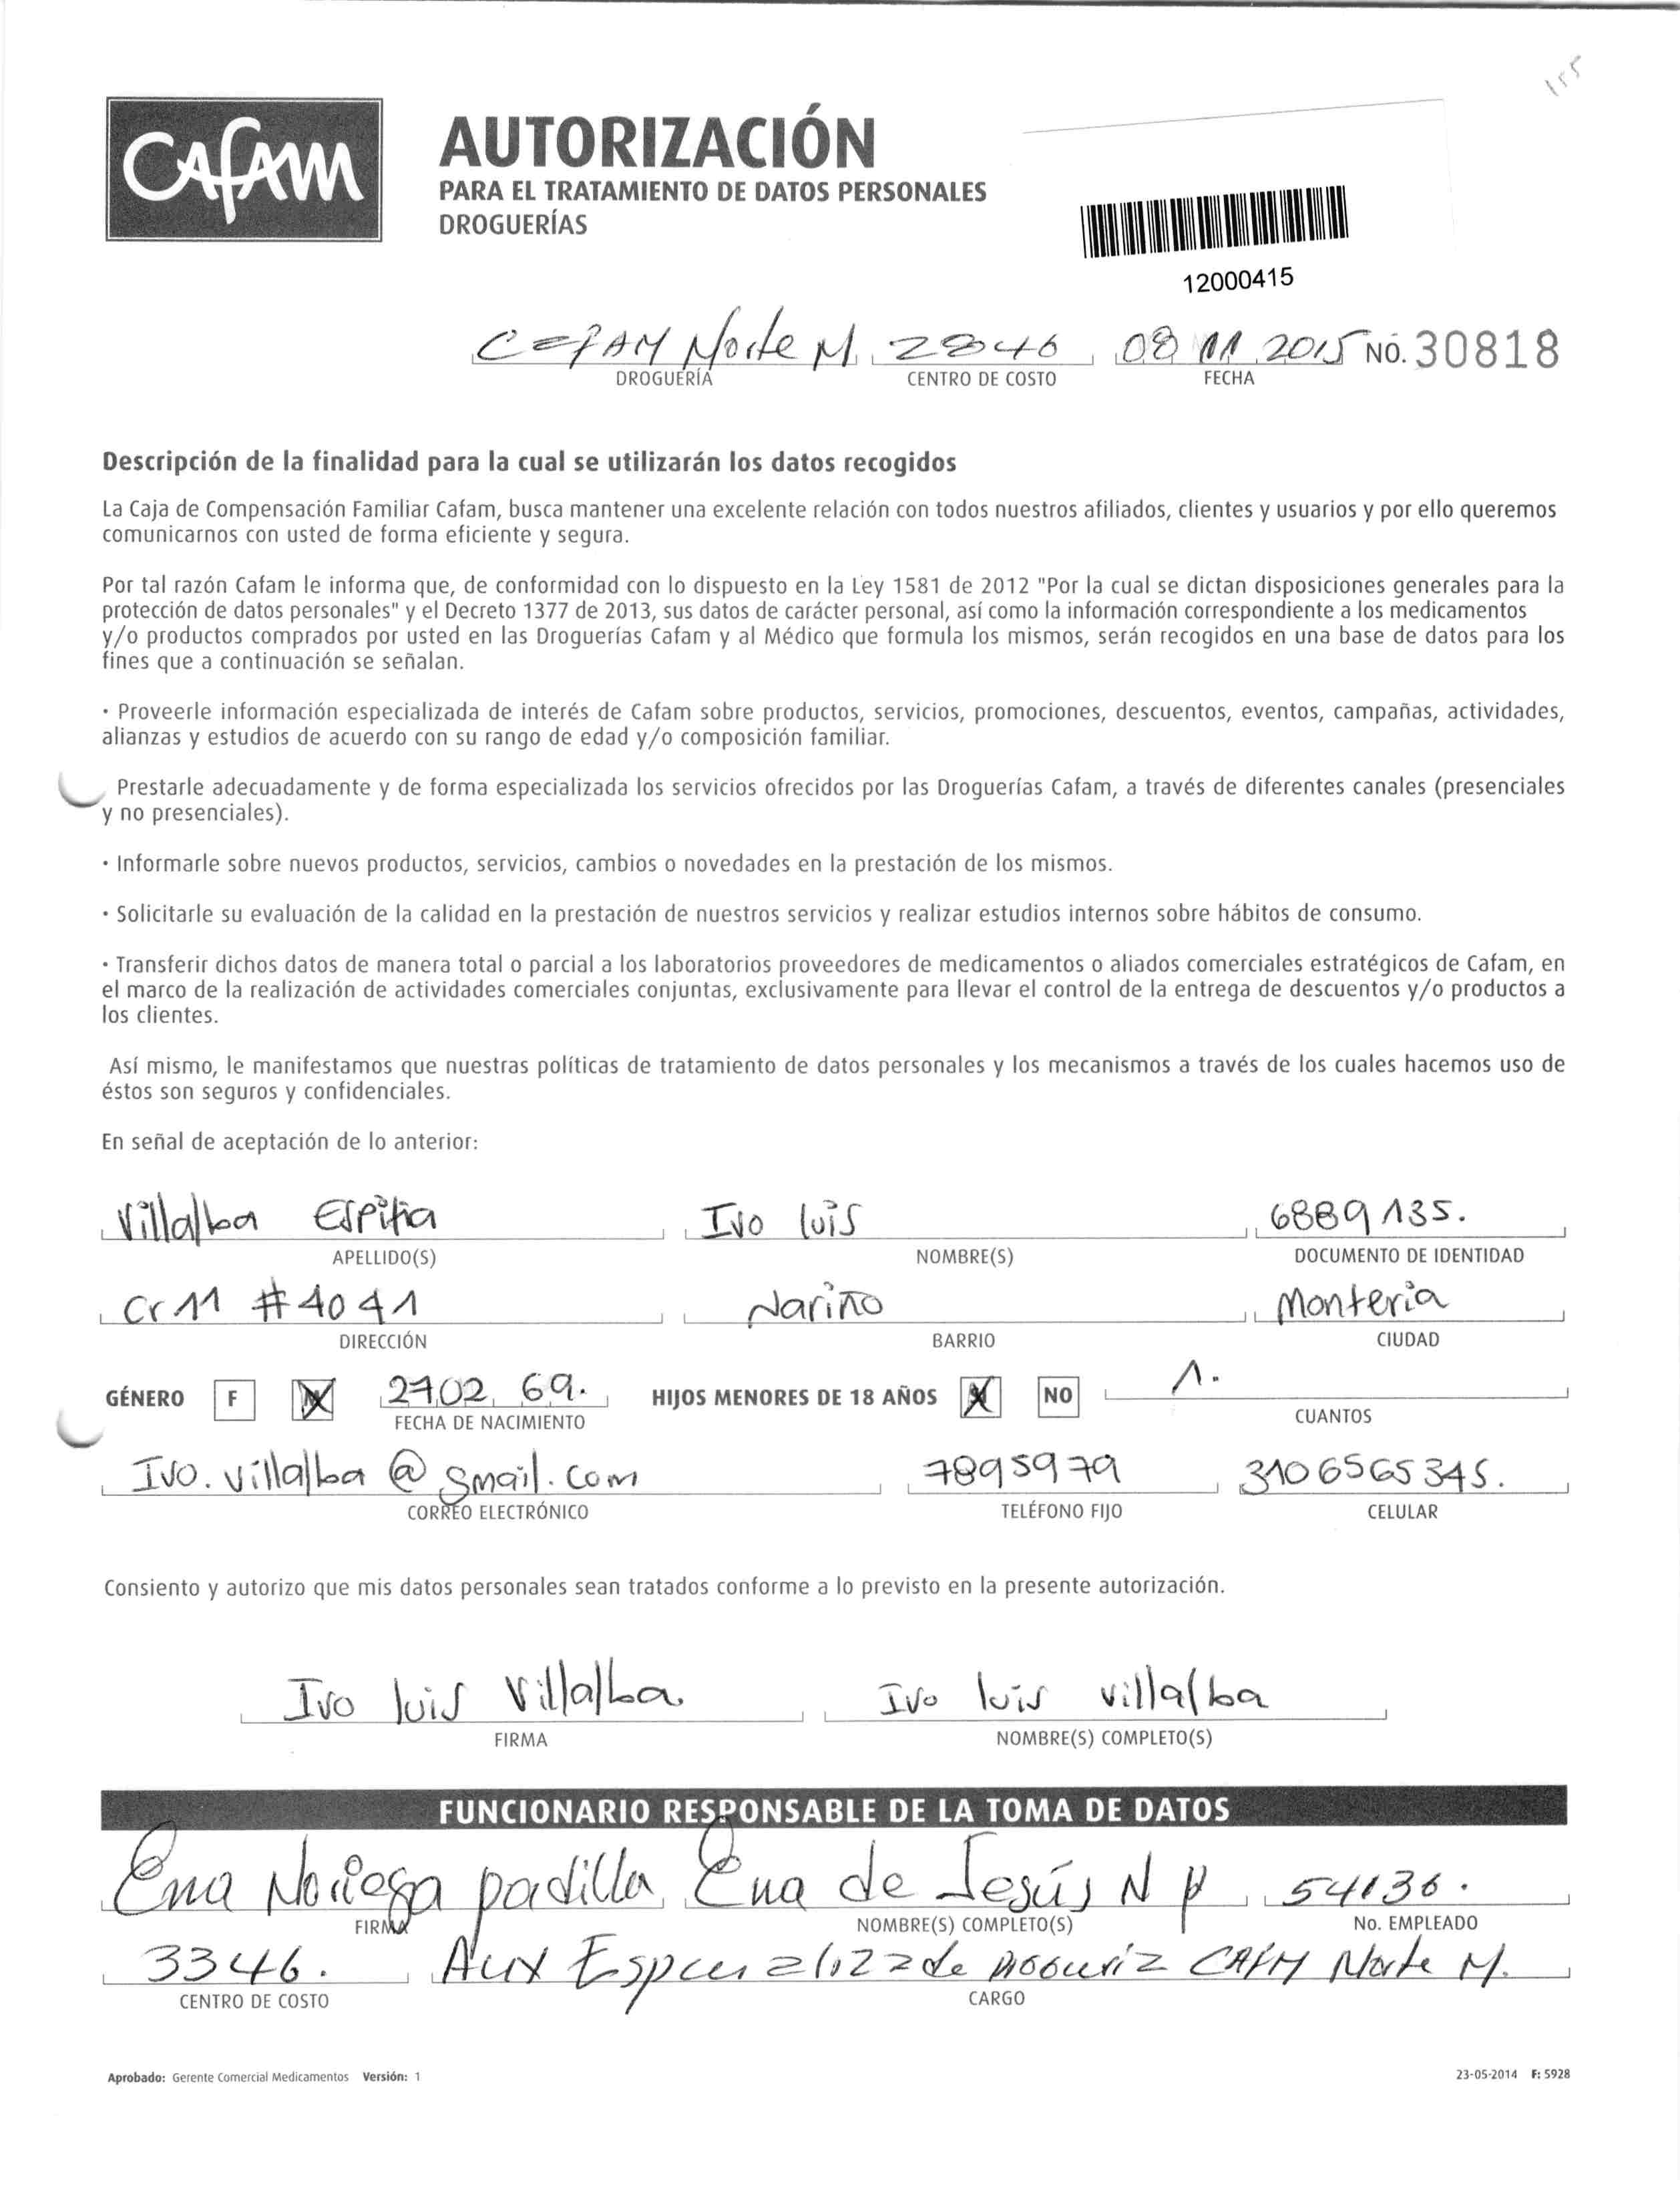 155
CAfAM
AUTORIZACIÓN
PARA EL TRATAMIENTO DE DATOS PERSONALES
DROGUERÍAS
12000415
Norte M 08 11 2015 NO. 30818
DROGUERÍA CENTRO DE COSTO FECHA
Descripción de la finalidad para la cual se utilizarán los datos recogidos
La Caja de Compensación Familiar Cafam, busca mantener una excelente relación con todos nuestros afiliados, clientes y usuarios y por ello queremos
comunicarnos con usted de forma eficiente y segura.
Por tal razón Cafam le informa que, de conformidad con lo dispuesto en la Ley 1581 de 2012 "Por la cual se dictan disposiciones generales para la
protección de datos personales" y el Decreto 1377 de 2013, sus datos de carácter personal, así como la información correspondiente a los medicamentos
y/o productos comprados por usted en las Droguerías Cafam y al Médico que formula los mismos, serán recogidos en una base de datos para los
fines que a continuación se señalan.
· Proveerle información especializada de interés de Cafam sobre productos, servicios, promociones, descuentos, eventos, campañas, actividades,
alianzas y estudios de acuerdo con su rango de edad y/o composición familiar.
Prestarle adecuadamente y de forma especializada los servicios ofrecidos por las Droguerías Cafam, a través de diferentes canales (presenciales
y no presenciales).
· Informarle sobre nuevos productos, servicios, cambios o novedades en la prestación de los mismos.
· Solicitarle su evaluación de la calidad en la prestación de nuestros servicios y realizar estudios internos sobre hábitos de consumo.
· Transferir dichos datos de manera total o parcial a los laboratorios proveedores de medicamentos o aliados comerciales estratégicos de Cafam, en
el marco de la realización de actividades comerciales conjuntas, exclusivamente para llevar el control de la entrega de descuentos y/o productos a
los clientes.
Así mismo, le manifestamos que nuestras políticas de tratamiento de datos personales y los mecanismos a través de los cuales hacemos uso de
éstos son seguros y confidenciales.
En señal de aceptación de lo anterior:
Villalba Espitia Ivo luis 6889135.
APELLIDO(S) NOMBRE(S) DOCUMENTO DE IDENTIDAD
Cr 11 #4041 Nariño Monteria
DIRECCIÓN BARRIO CIUDAD
GÉNERO F M 2702 69. HIJOS MENORES DE 18 AÑOS X NO 1.
FECHA DE NACIMIENTO CUANTOS
Ivo.villalba @ gmail.com 7895979 3106565345.
CORREO ELECTRÓNICO TELÉFONO FIJO CELULAR
Consiento y autorizo que mis datos personales sean tratados conforme a lo previsto en la presente autorización.
Ivo luis Villalba Ivo luis villalba
FIRMA NOMBRE(S) COMPLETO(S)
FUNCIONARIO RESPONSABLE DE LA TOMA DE DATOS
Ena Noriega padilla Ena de Jesús N P 54136.
FIRMA NOMBRE(S) COMPLETO(S) No. EMPLEADO
3346. Aux Norte M.
CENTRO DE COSTO CARGO
Aprobado: Gerente Comercial Medicamentos Versión: 1 23-05-2014 F: 5928